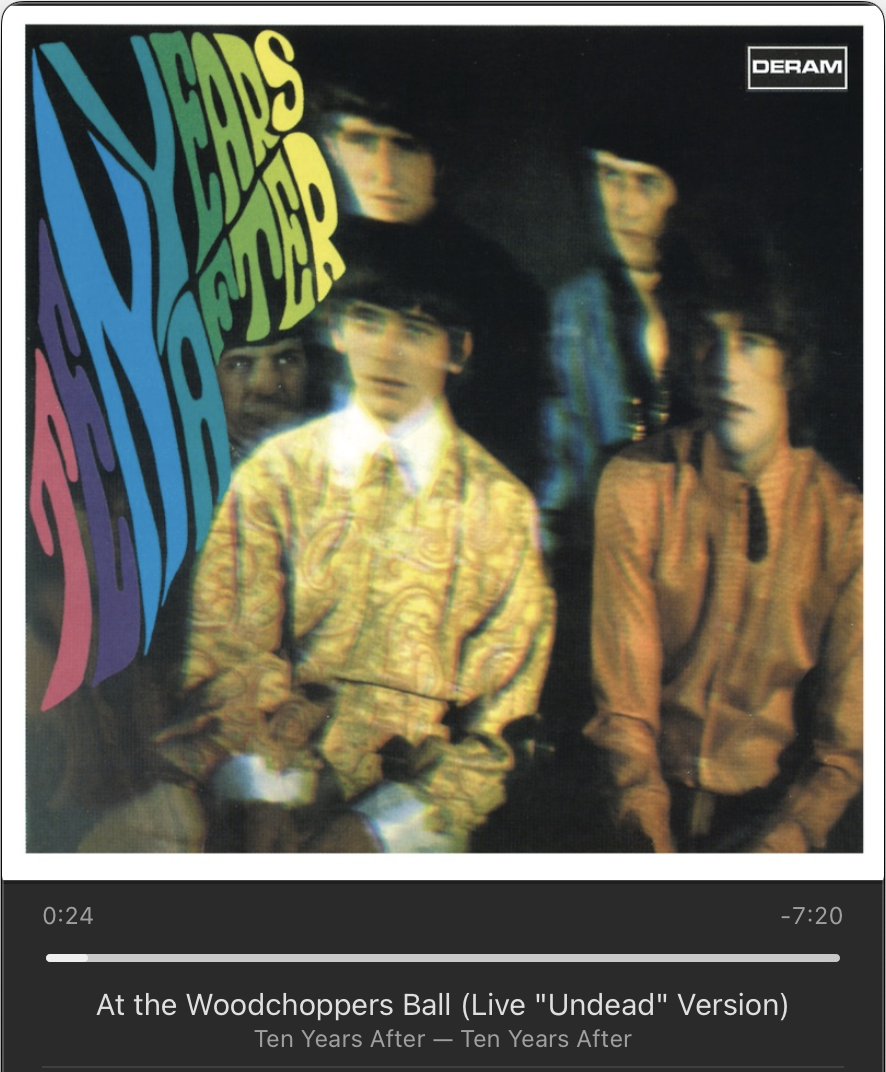 TEN YEARS AFTER
DERAM
0:24
-7:20
At the Woodchoppers Ball (Live "Undead" Version)
Ten Years After — Ten Years After